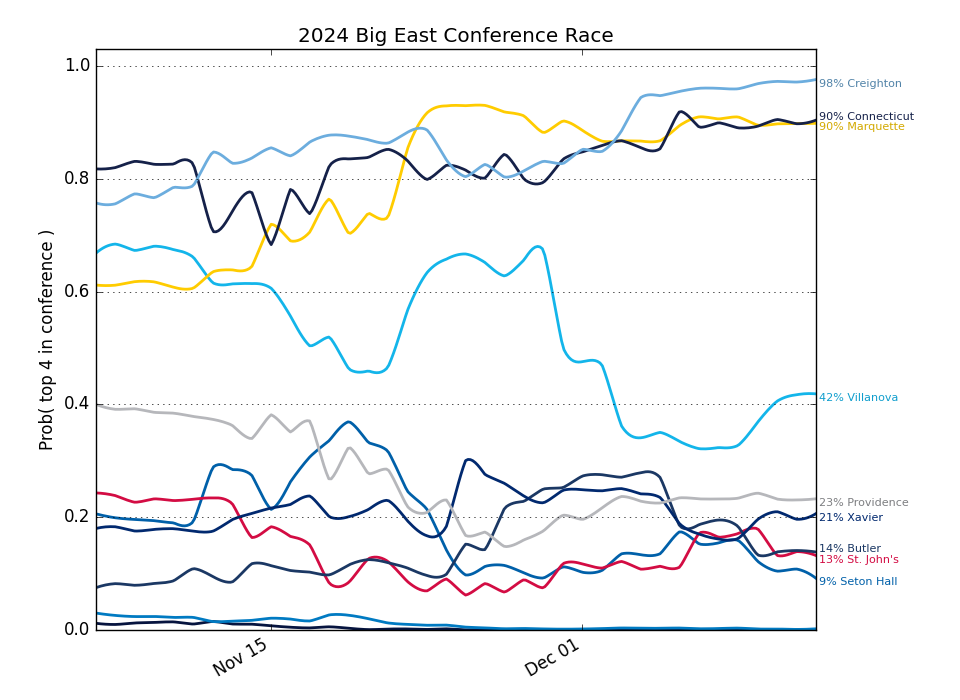 2024 Big East Conference Race
Prob( top 4 in conference )
1.0
0.8
0.6
0.4
0.2
0.0
Nov 15
Dec 01
98% Creighton
90% Connecticut
90% Marquette
42% Villanova
23% Providence
21% Xavier
14% Butler
13% St. John's
9% Seton Hall